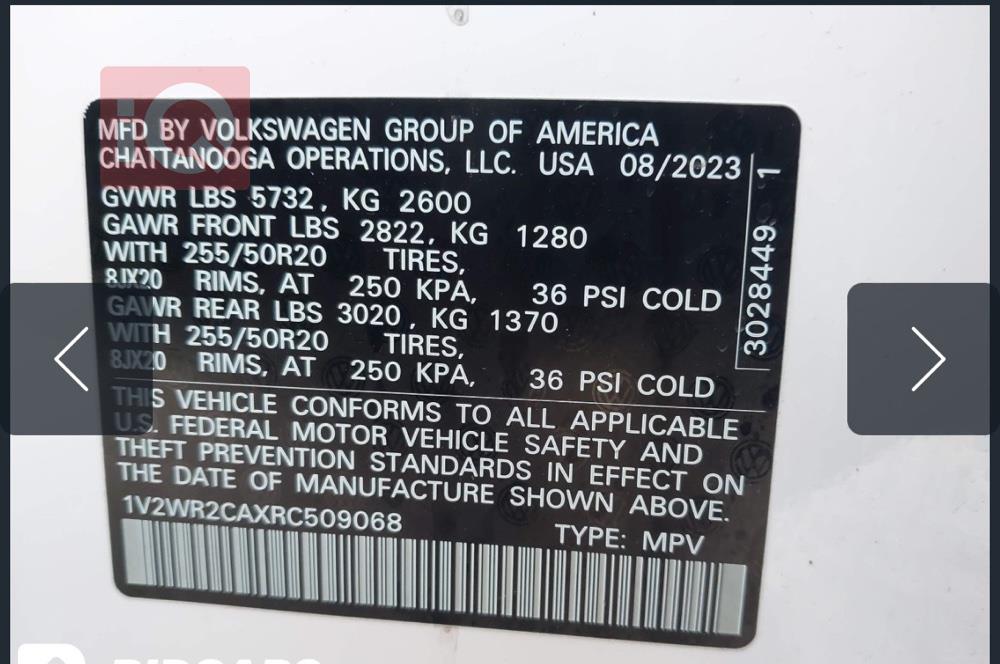 iQ
MFD BY VOLKSWAGEN GROUP OF AMERICA
CHATTANOOGA OPERATIONS, LLC. USA 08/2023
GVWR LBS 5732, KG 2600
GAWR FRONT LBS 2822, KG 1280
WITH 255/50R20 TIRES,
8JX20 RIMS, AT 250 KPA, 36 PSI COLD
GAWR REAR LBS 3020, KG 1370
WITH 255/50R20 TIRES,
8JX20 RIMS, AT 250 KPA, 36 PSI COLD
THIS VEHICLE CONFORMS TO ALL APPLICABLE
U.S. FEDERAL MOTOR VEHICLE SAFETY AND
THEFT PREVENTION STANDARDS IN EFFECT ON
THE DATE OF MANUFACTURE SHOWN ABOVE.
1V2WR2CAXRC509068
TYPE: MPV
3028449 1